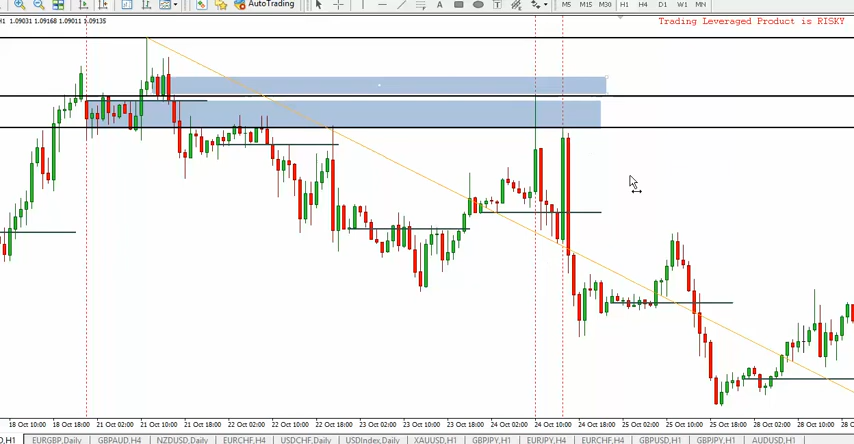 AutoTrading A T M5 M15 M30 H1 H4 D1 W1 MN
H1 1.09031 1.09168 1.09011 1.09135
Trading Leveraged Product is RISKY
18 Oct 10:00 18 Oct 18:00 21 Oct 02:00 21 Oct 10:00 21 Oct 18:00 22 Oct 02:00 22 Oct 10:00 22 Oct 18:00 23 Oct 02:00 23 Oct 10:00 23 Oct 18:00 24 Oct 02:00 24 Oct 10:00 24 Oct 18:00 25 Oct 02:00 25 Oct 10:00 25 Oct 18:00 28 Oct 02:00 28 Oct 10:00
,H1 EURGBP,Daily GBPAUD,H4 NZDUSD,Daily EURCHF,H4 USDCHF,Daily USDIndex,Daily XAUUSD,H1 GBPJPY,H1 EURJPY,H4 EURCHF,H4 GBPUSD,H1 GBPJPY,H1 AUDUSD,H1